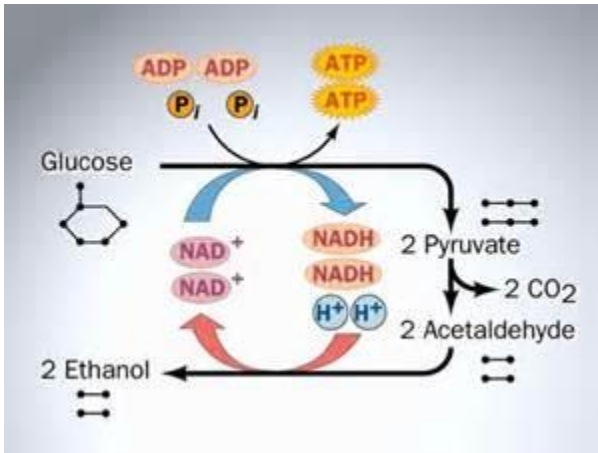 ADP ADP
ATP
ATP
Pi Pi
Glucose
NAD+
NAD+
NADH
NADH
H+ H+
2 Pyruvate
2 CO2
2 Acetaldehyde
2 Ethanol